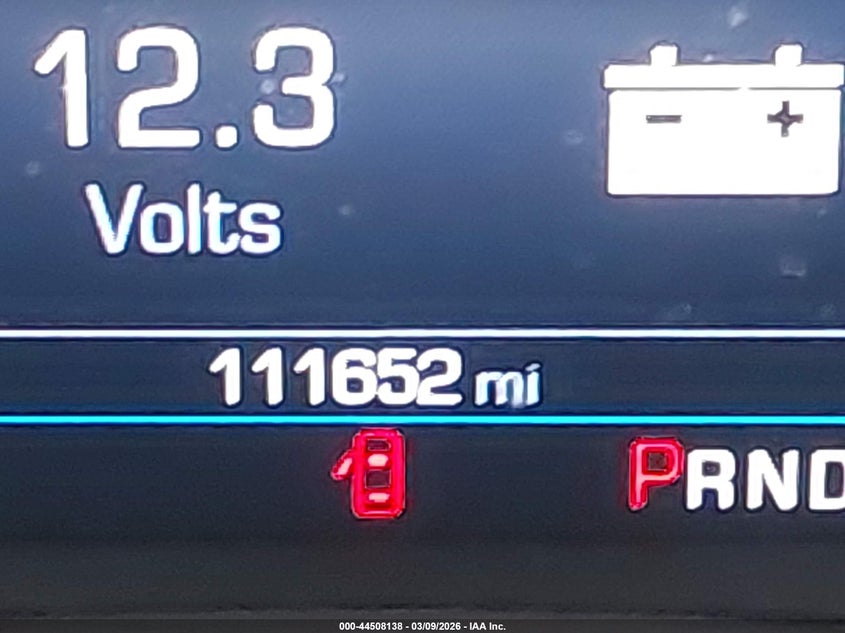 12.3
Volts
111652 mi
PRND
000-44508138 - 03/09/2026 - IAA Inc.